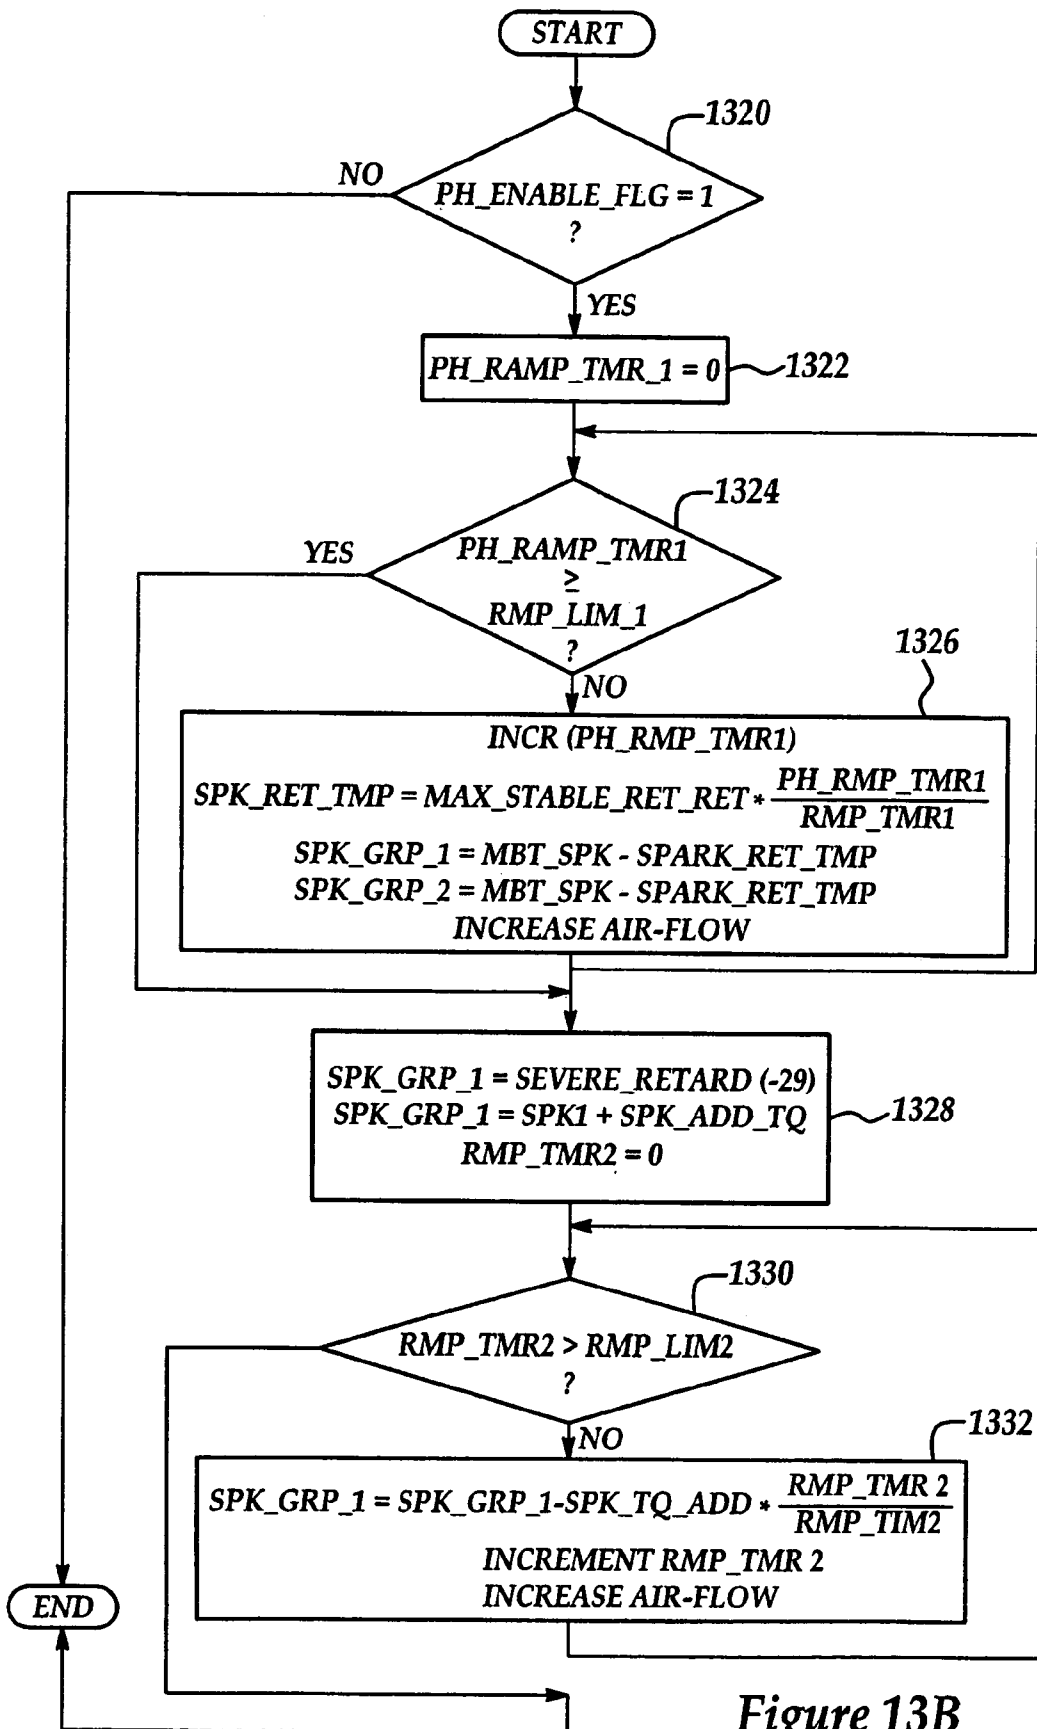 START
1320
NO
PH_ENABLE_FLG = 1
?
YES
PH_RAMP_TMR_1 = 0
1322
1324
YES
PH_RAMP_TMR1
≥
RMP_LIM_1
?
NO
1326
INCR (PH_RMP_TMR1)
SPK_RET_TMP = MAX_STABLE_RET_RET * PH_RMP_TMR1
RMP_TMR1
SPK_GRP_1 = MBT_SPK - SPARK_RET_TMP
SPK_GRP_2 = MBT_SPK - SPARK_RET_TMP
INCREASE AIR-FLOW
SPK_GRP_1 = SEVERE_RETARD (-29)
SPK_GRP_1 = SPK1 + SPK_ADD_TQ
RMP_TMR2 = 0
1328
1330
RMP_TMR2 > RMP_LIM2
?
NO
1332
SPK_GRP_1 = SPK_GRP_1-SPK_TQ_ADD * RMP_TMR 2
RMP_TIM2
INCREMENT RMP_TMR 2
INCREASE AIR-FLOW
END
Figure 13B